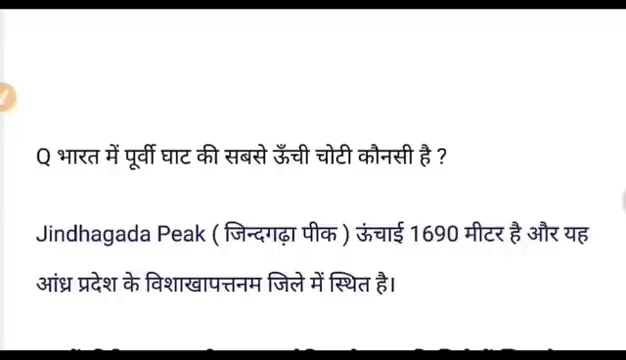 Q भारत में पूर्वी घाट की सबसे ऊँची चोटी कौनसी है ?
Jindhagada Peak ( जिन्दगढ़ा पीक ) ऊंचाई 1690 मीटर है और यह
आंध्र प्रदेश के विशाखापत्तनम जिले में स्थित है।